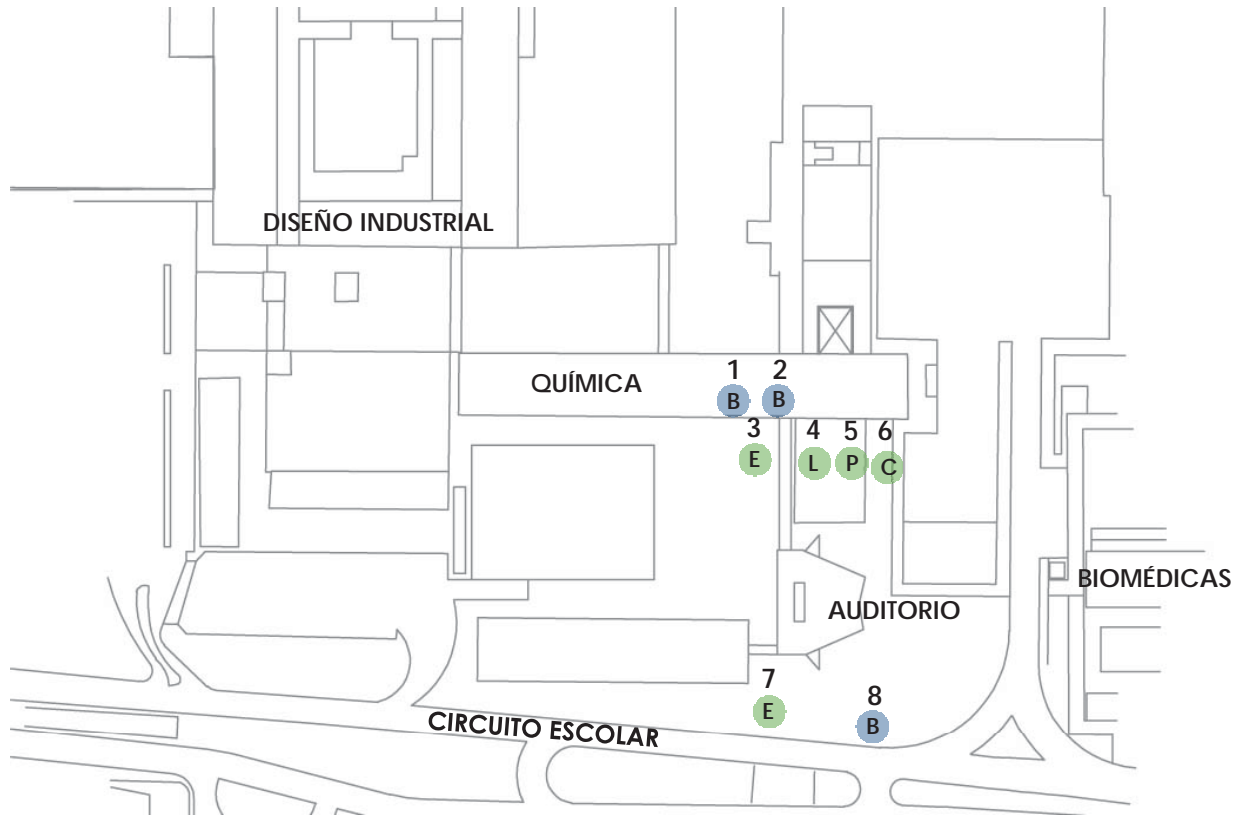 DISEÑO INDUSTRIAL
QUÍMICA
1
2
B
B
3
4
5
6
E
L
P
C
BIOMÉDICAS
AUDITORIO
7
8
E
B
CIRCUITO ESCOLAR